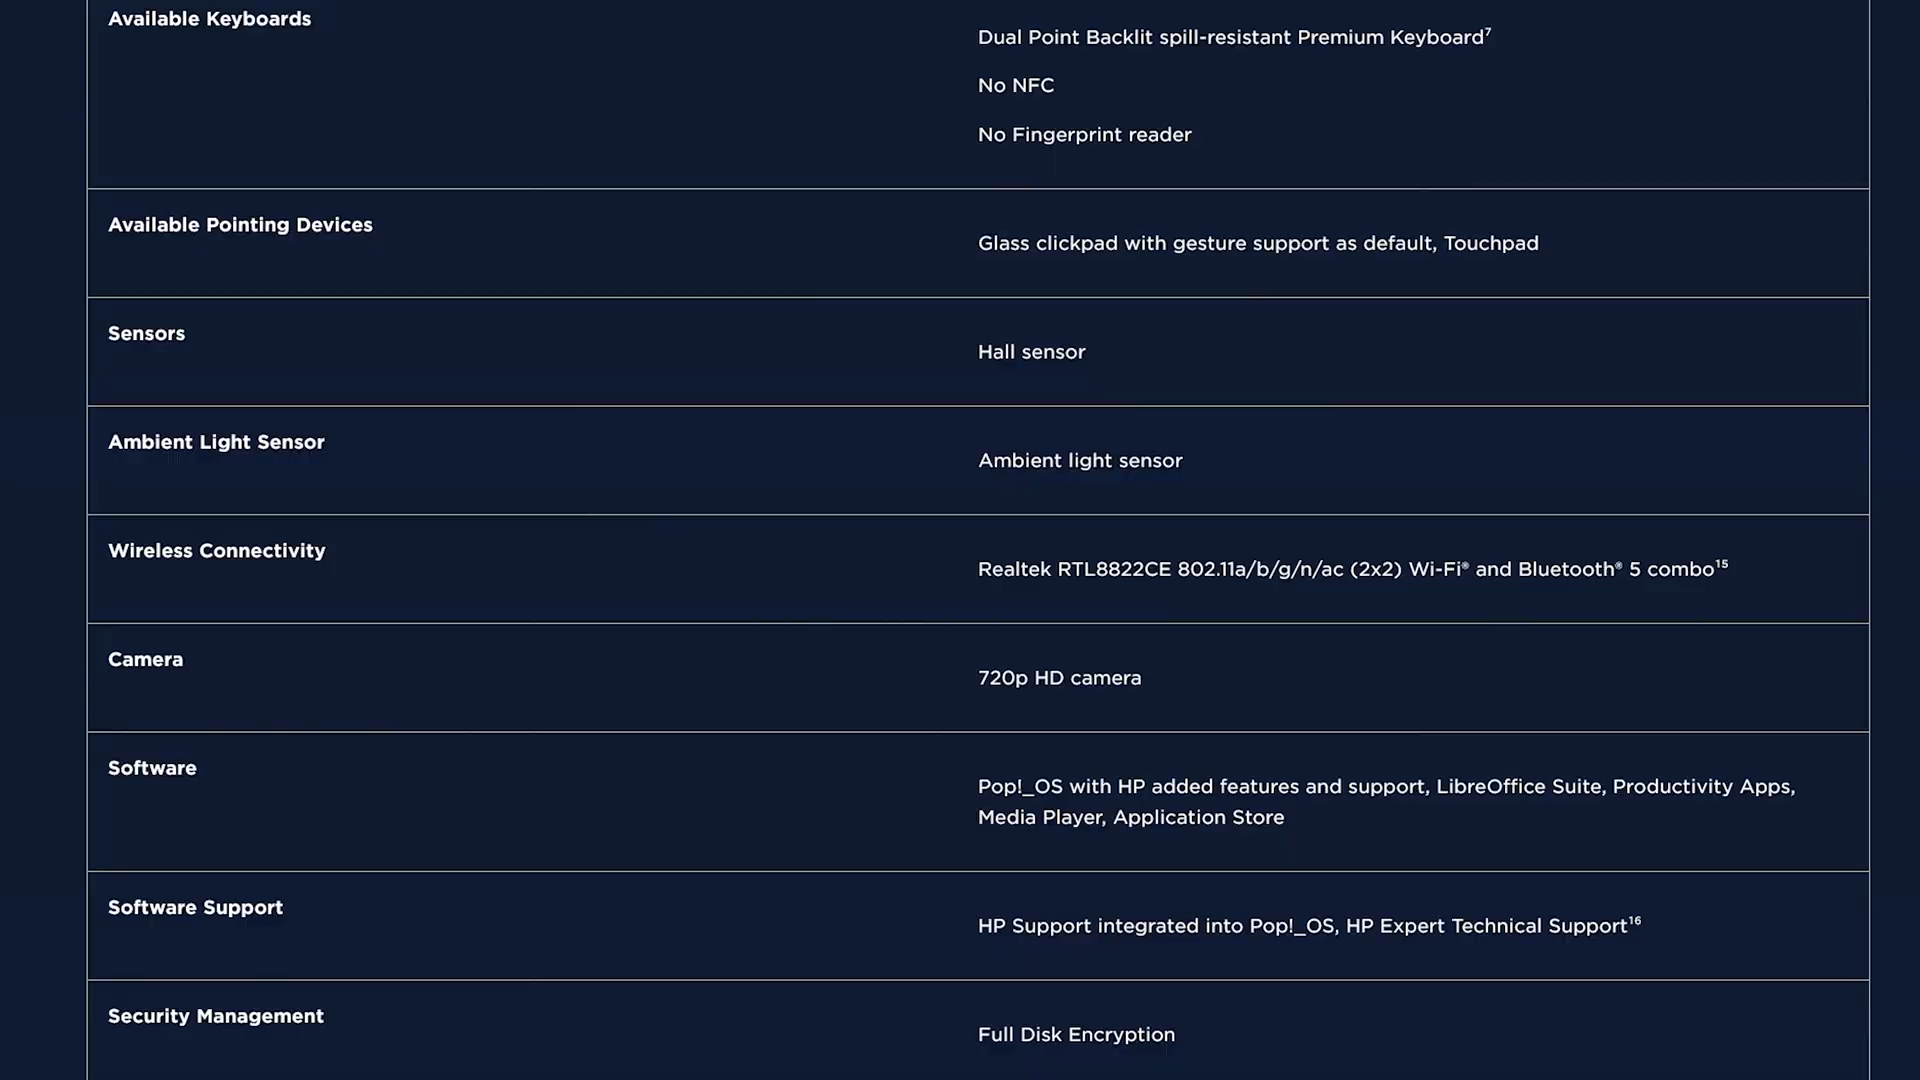 Available Keyboards
Dual Point Backlit spill-resistant Premium Keyboard⁷
No NFC
No Fingerprint reader
Available Pointing Devices
Glass clickpad with gesture support as default, Touchpad
Sensors
Hall sensor
Ambient Light Sensor
Ambient light sensor
Wireless Connectivity
Realtek RTL8822CE 802.11a/b/g/n/ac (2x2) Wi-Fi® and Bluetooth® 5 combo¹⁵
Camera
720p HD camera
Software
Pop!_OS with HP added features and support, LibreOffice Suite, Productivity Apps,
Media Player, Application Store
Software Support
HP Support integrated into Pop!_OS, HP Expert Technical Support¹⁶
Security Management
Full Disk Encryption